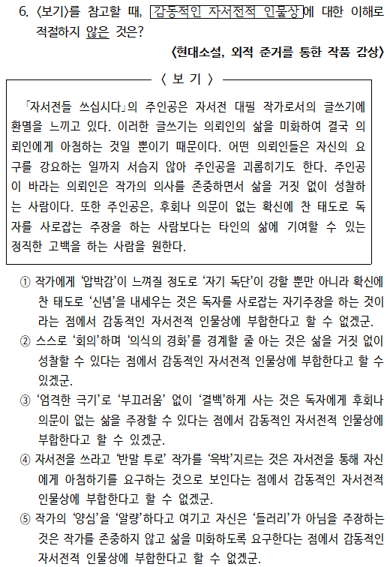 6. <보기>를 참고할 때, 감동적인 자서전적 인물상에 대한 이해로
적절하지 않은 것은?
<현대소설, 외적 준거를 통한 작품 감상>
< 보 기 >
「자서전들 쓰십시다」의 주인공은 자서전 대필 작가로서의 글쓰기에
환멸을 느끼고 있다. 이러한 글쓰기는 의뢰인의 삶을 미화하여 결국 의
뢰인에게 아첨하는 것일 뿐이기 때문이다. 어떤 의뢰인들은 자신의 요
구를 강요하는 일까지 서슴지 않아 주인공을 괴롭히기도 한다. 주인공
이 바라는 의뢰인은 작가의 의사를 존중하면서 삶을 거짓 없이 성찰하
는 사람이다. 또한 주인공은, 후회나 의문이 없는 확신에 찬 태도로 독
자를 사로잡는 주장을 하는 사람보다는 타인의 삶에 기여할 수 있는
정직한 고백을 하는 사람을 원한다.
① 작가에게 ‘압박감’이 느껴질 정도로 ‘자기 독단’이 강할 뿐만 아니라 확신에
찬 태도로 ‘신념’을 내세우는 것은 독자를 사로잡는 자기주장을 하는 것이
라는 점에서 감동적인 자서전적 인물상에 부합한다고 할 수 없겠군.
② 스스로 ‘회의’하며 ‘의식의 경화’를 경계할 줄 아는 것은 삶을 거짓 없이
성찰할 수 있다는 점에서 감동적인 자서전적 인물상에 부합한다고 할 수
있겠군.
③ ‘엄격한 극기’로 ‘부끄러움’ 없이 ‘결백’하게 사는 것은 독자에게 후회나
의문이 없는 삶을 주장할 수 있다는 점에서 감동적인 자서전적 인물상에
부합한다고 할 수 있겠군.
④ 자서전을 쓰라고 ‘반말 투로’ 작가를 ‘윽박’지르는 것은 자서전을 통해 자신
에게 아첨하기를 요구하는 것으로 보인다는 점에서 감동적인 자서전적
인물상에 부합한다고 할 수 없겠군.
⑤ 작가의 ‘양심’을 ‘알량’하다고 여기고 자신은 ‘들러리’가 아님을 주장하는
것은 작가를 존중하지 않고 삶을 미화하도록 요구한다는 점에서 감동적인
자서전적 인물상에 부합한다고 할 수 없겠군.